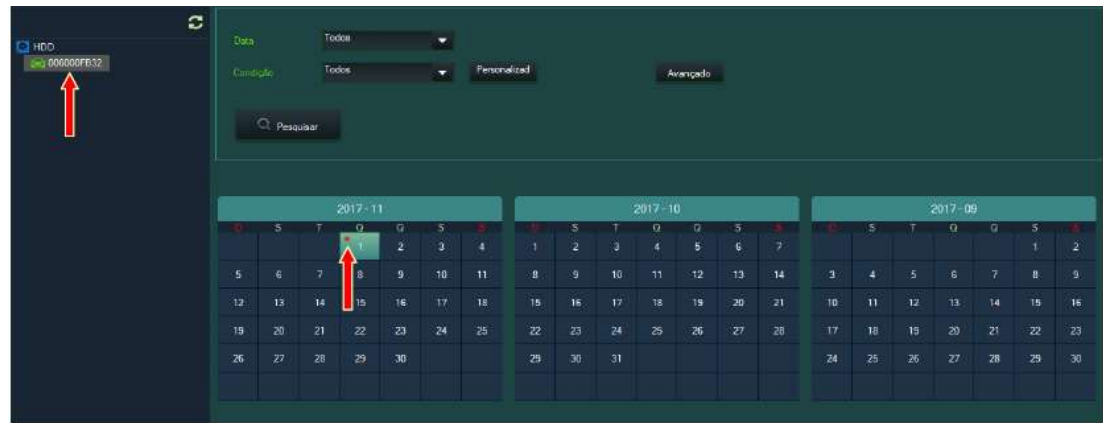 HDD
006000FB32
Data Todos
Condição Todos Personalizad Avançado
Pesquisar
2017-11
D S T Q Q S S
1 2 3 4
5 6 7 8 9 10 11
12 13 14 15 16 17 18
19 20 21 22 23 24 25
26 27 28 29 30
2017-10
D S T Q Q S S
1 2 3 4 5 6 7
8 9 10 11 12 13 14
15 16 17 18 19 20 21
22 23 24 25 26 27 28
29 30 31
2017-09
D S T Q Q S S
1 2
3 4 5 6 7 8 9
10 11 12 13 14 15 16
17 18 19 20 21 22 23
24 25 26 27 28 29 30